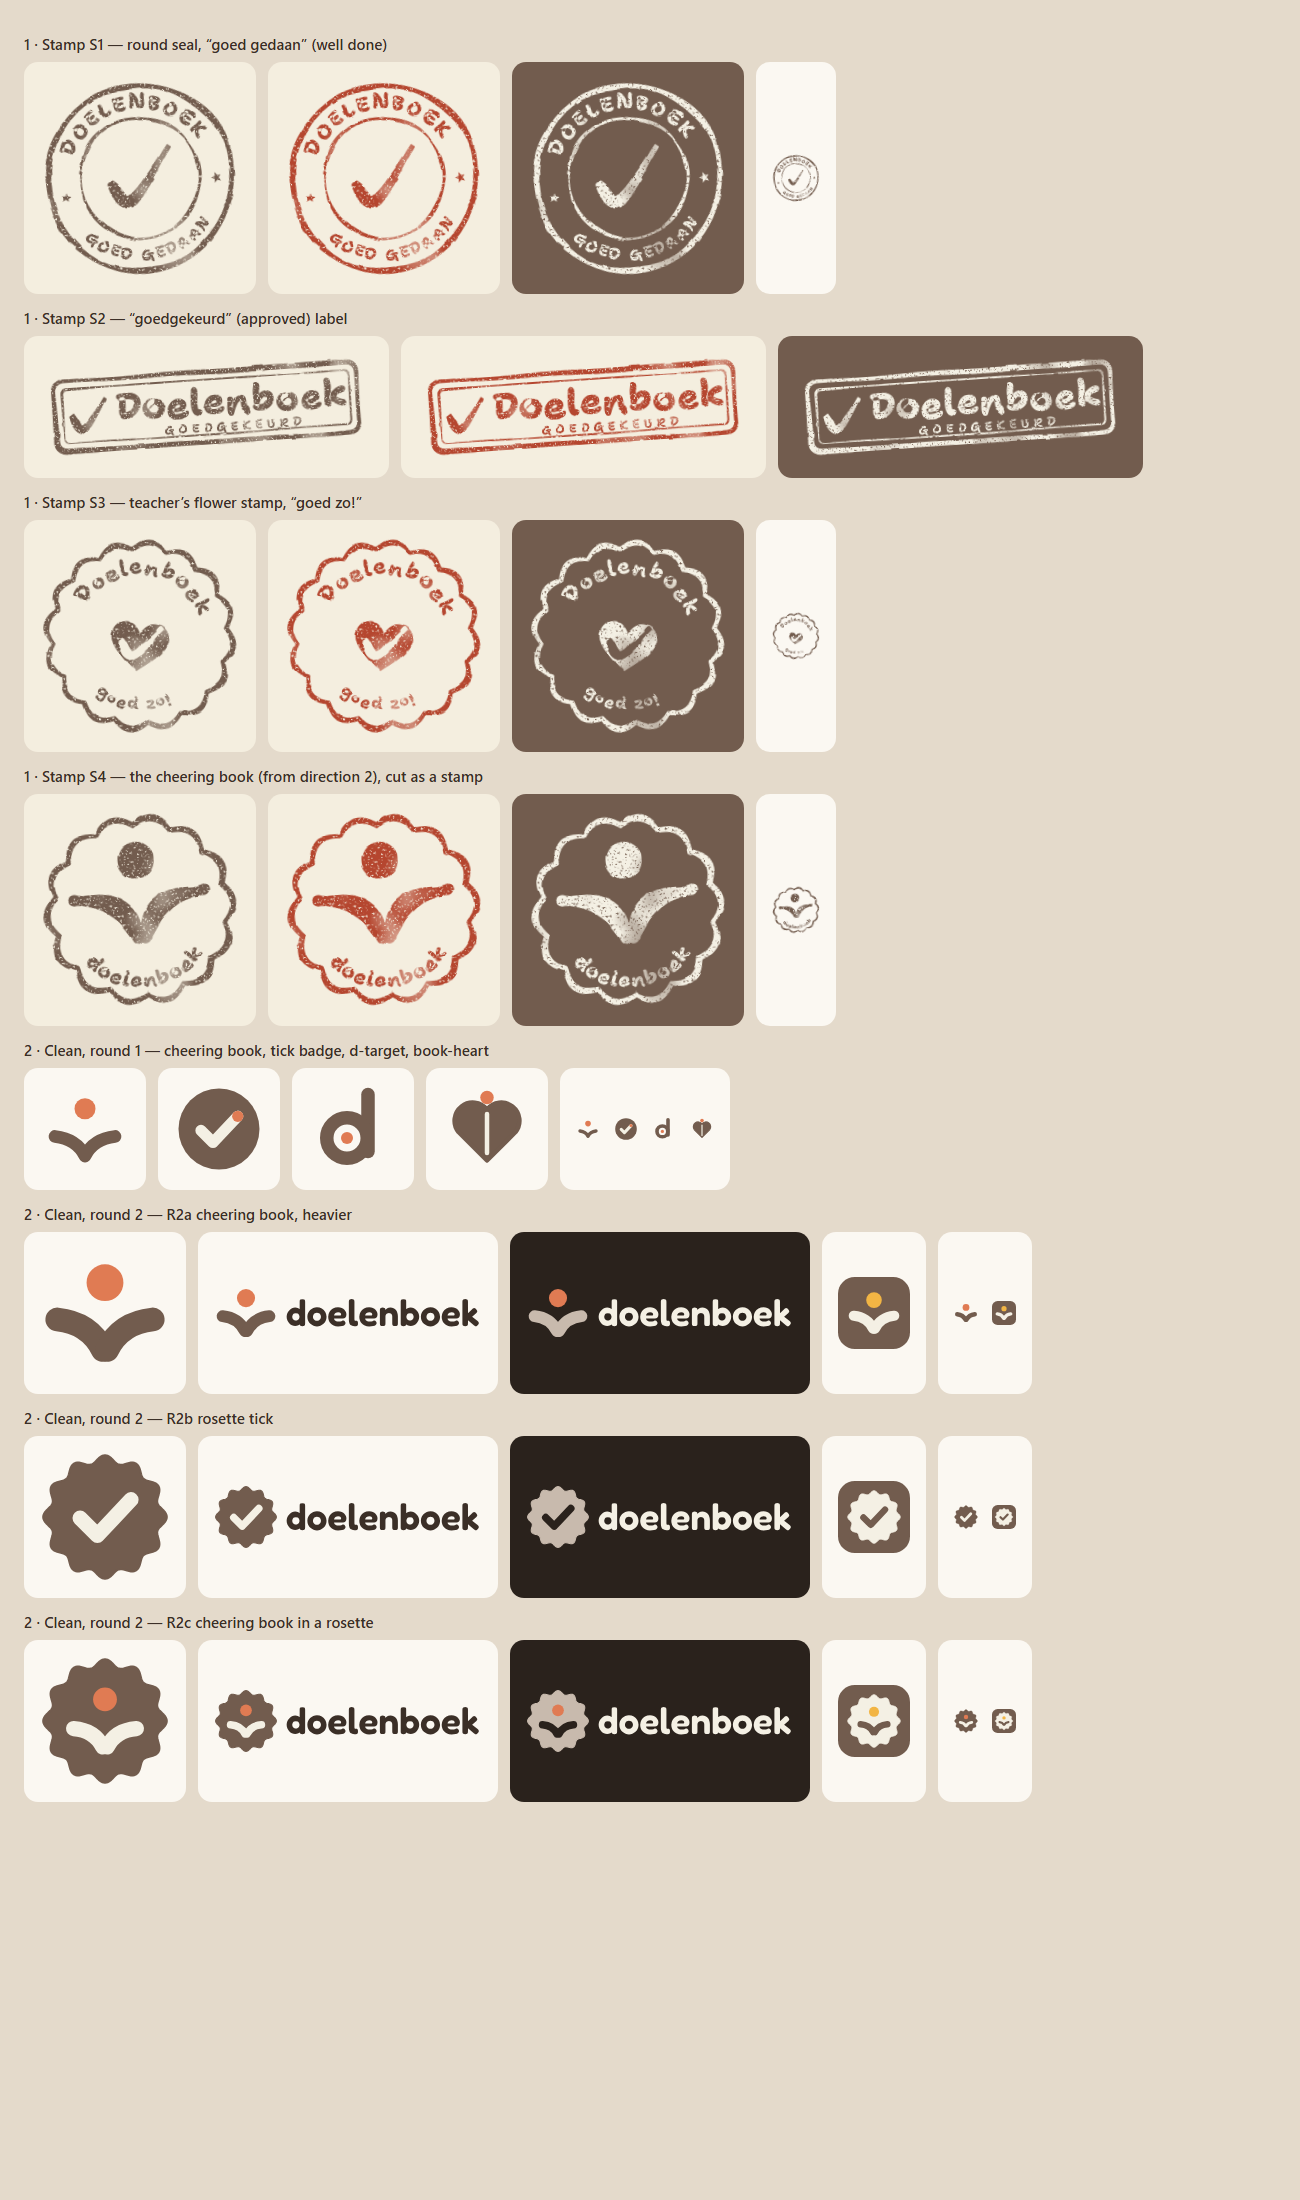 1 · Stamp S1 — round seal, “goed gedaan” (well done)
DOELENBOEK
GOED GEDAAN
DOELENBOEK
GOED GEDAAN
DOELENBOEK
GOED GEDAAN
DOELENBOEK
1 · Stamp S2 — “goedgekeurd” (approved) label
Doelenboek
GOEDGEKEURD
Doelenboek
GOEDGEKEURD
Doelenboek
GOEDGEKEURD
1 · Stamp S3 — teacher’s flower stamp, “goed zo!”
Doelenboek
goed zo!
Doelenboek
goed zo!
Doelenboek
goed zo!
Doelenboek
1 · Stamp S4 — the cheering book (from direction 2), cut as a stamp
doelenboek
doelenboek
doelenboek
2 · Clean, round 1 — cheering book, tick badge, d-target, book-heart
d
d
2 · Clean, round 2 — R2a cheering book, heavier
doelenboek
doelenboek
2 · Clean, round 2 — R2b rosette tick
doelenboek
doelenboek
2 · Clean, round 2 — R2c cheering book in a rosette
doelenboek
doelenboek